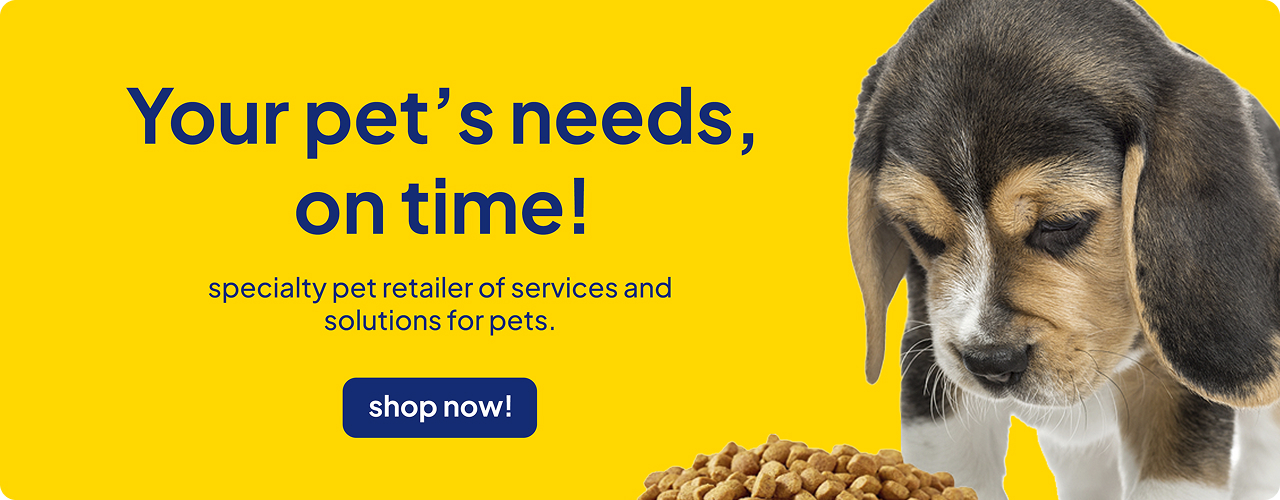 Your pet’s needs,
on time!
specialty pet retailer of services and
solutions for pets.
shop now!